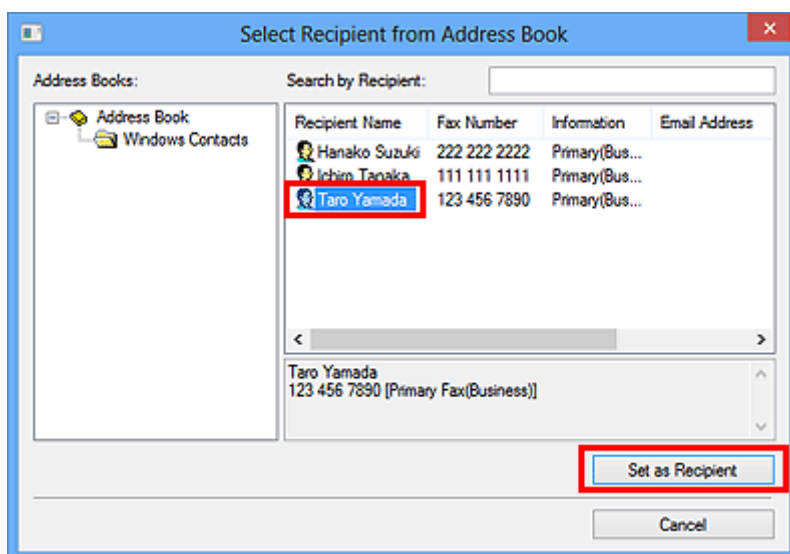 Select Recipient from Address Book
Address Books:
Search by Recipient:
Address Book
Windows Contacts
Recipient Name Fax Number Information Email Address
Hanako Suzuki 222 222 2222 Primary(Bus...
Ichiro Tanaka 111 111 1111 Primary(Bus...
Taro Yamada 123 456 7890 Primary(Bus...
Taro Yamada
123 456 7890 [Primary Fax(Business)]
Set as Recipient
Cancel